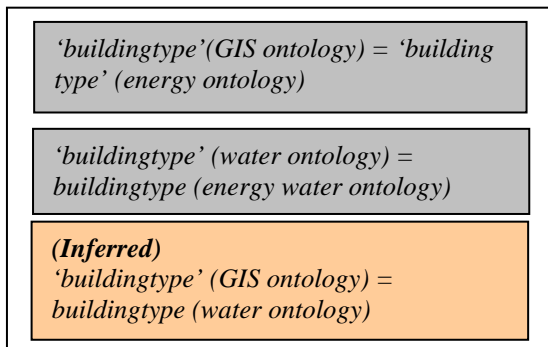 ‘buildingtype’(GIS ontology) = ‘building
type’ (energy ontology)
‘buildingtype’ (water ontology) =
buildingtype (energy water ontology)
(Inferred)
‘buildingtype’ (GIS ontology) =
buildingtype (water ontology)